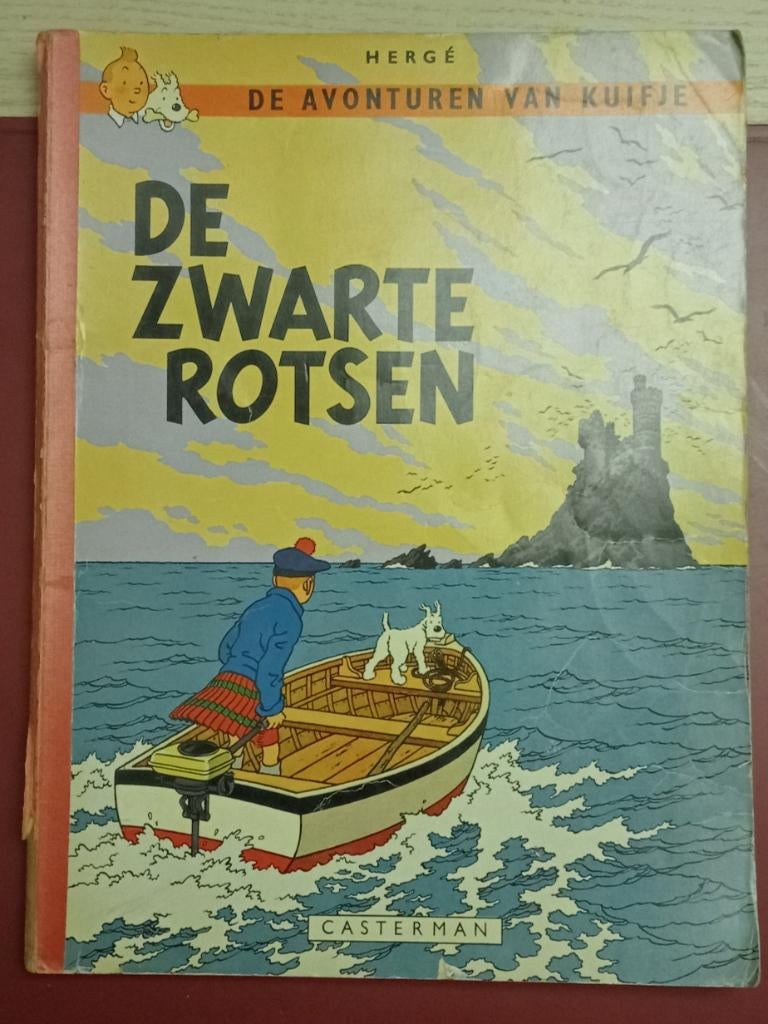 HERGÉ
DE AVONTUREN VAN KUIFJE
DE
ZWARTE
ROTSEN
CASTERMAN